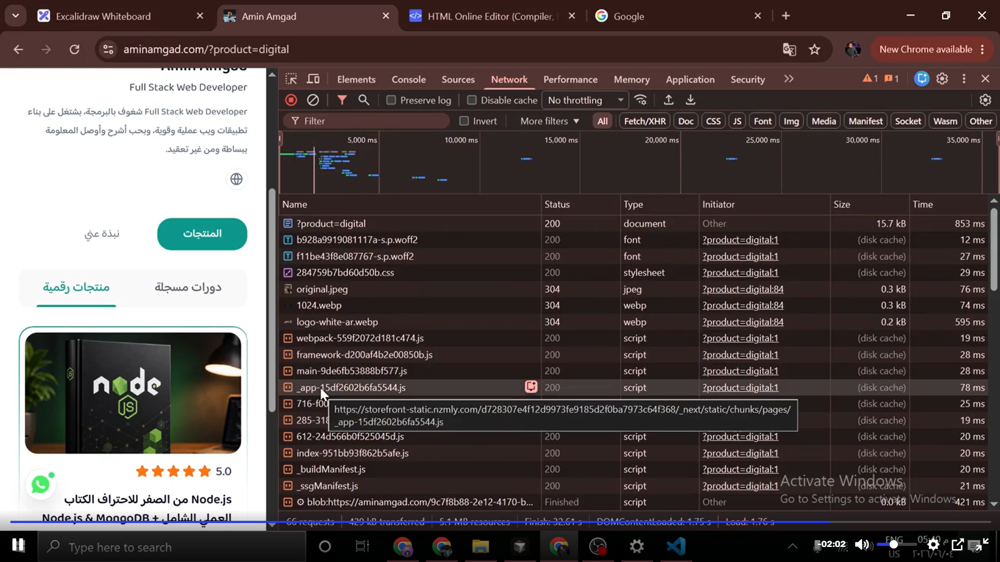 Excalidraw Whiteboard
Amin Amgad
HTML Online Editor (Compiler,
Google
aminamgad.com/?product=digital
New Chrome available
Amin Amgad
Full Stack Web Developer
Full Stack Web Developer شغوف بالبرمجة، بشتغل على بناء
تطبيقات ويب عملية وقوية، وبحب أشرح وأوصل المعلومة
ببساطة ومن غير تعقيد.
المنتجات
نبذة عني
دورات مسجلة
منتجات رقمية
node
JS
5.0
Node.js من الصفر للاحتراف الكتاب
العملي الشامل + Node.js & MongoDB
Elements Console Sources Network Performance Memory Application Security 1 1
Preserve log Disable cache No throttling
Filter Invert More filters All Fetch/XHR Doc CSS JS Font Img Media Manifest Socket Wasm Other
5,000 ms 10,000 ms 15,000 ms 20,000 ms 25,000 ms 30,000 ms 35,000 ms
Name Status Type Initiator Size Time
?product=digital 200 document Other 15.7 kB 853 ms
b928a9919081117a-s.p.woff2 200 font ?product=digital:1 (disk cache) 12 ms
f11be43f8e087767-s.p.woff2 200 font ?product=digital:1 (disk cache) 27 ms
284759b7bd60d50b.css 200 stylesheet ?product=digital:1 (disk cache) 29 ms
original.jpeg 304 jpeg ?product=digital:84 0.3 kB 76 ms
1024.webp 304 webp ?product=digital:84 0.3 kB 74 ms
logo-white-ar.webp 304 webp ?product=digital:84 0.2 kB 595 ms
webpack-559f2072d181c474.js 200 script ?product=digital:1 (disk cache) 19 ms
framework-d200af4b2e00850b.js 200 script ?product=digital:1 (disk cache) 28 ms
main-9de6fb53888bf577.js 200 script ?product=digital:1 (disk cache) 28 ms
_app-15df2602b6fa5544.js 200 script ?product=digital:1 (disk cache) 78 ms
716-f00 (disk cache) 25 ms
https://storefront-static.nzmly.com/d728307e4f12d9973fe9185d2f0ba7973c64f368/_next/static/chunks/pages/
_app-15df2602b6fa5544.js
285-318 (disk cache) 19 ms
612-24d566b0f525045d.js 200 script ?product=digital:1 (disk cache) 20 ms
index-951bb93f862b5afe.js 200 script ?product=digital:1 (disk cache) 20 ms
_buildManifest.js 200 script ?product=digital:1 (disk cache) 20 ms
_ssgManifest.js 200 script ?product=digital:1 (disk cache) 21 ms
blob:https://aminamgad.com/9c7f8b88-2e12-4170-b... Finished script Other 0.0 kB 421 ms
Activate Windows
Go to Settings to activate Windows.
66 requests 429 kB transferred 5.1 MB resources Finish: 32.61 s DOMContentLoaded: 1.75 s Load: 1.76 s
Type here to search
-02:02
ENG
US